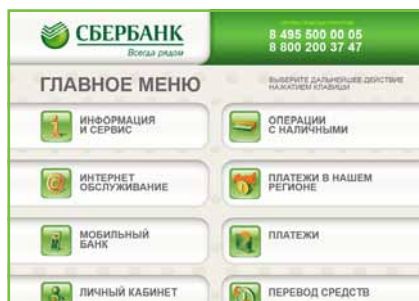 СБЕРБАНК
Всегда рядом
8 495 500 00 05
8 800 200 37 47
ГЛАВНОЕ МЕНЮ
ВЫБЕРИТЕ ДАЛЬНЕЙШЕЕ ДЕЙСТВИЕ
НАЖАТИЕМ КЛАВИШИ
ИНФОРМАЦИЯ
И СЕРВИС
ОПЕРАЦИИ
С НАЛИЧНЫМИ
ИНТЕРНЕТ
ОБСЛУЖИВАНИЕ
ПЛАТЕЖИ В НАШЕМ
РЕГИОНЕ
МОБИЛЬНЫЙ
БАНК
ПЛАТЕЖИ
ЛИЧНЫЙ КАБИНЕТ
ПЕРЕВОД СРЕДСТВ